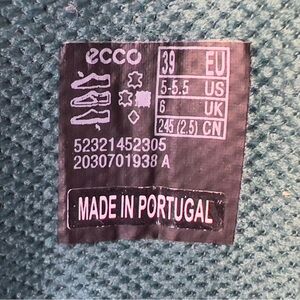 ecco
39 EU
5-5.5 US
6 UK
245 (2.5) CN
52321452305
2030701938 A
MADE IN PORTUGAL